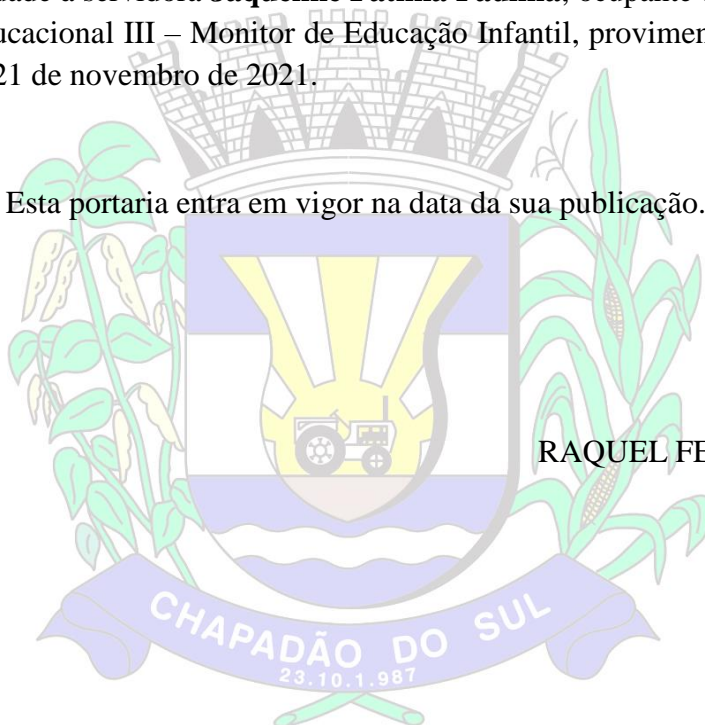 ucacional III – Monitor de Educação Infantil, provimen
21 de novembro de 2021.
Esta portaria entra em vigor na data da sua publicação.
RAQUEL FE
CHAPADÃO DO SUL
23.10.1.987